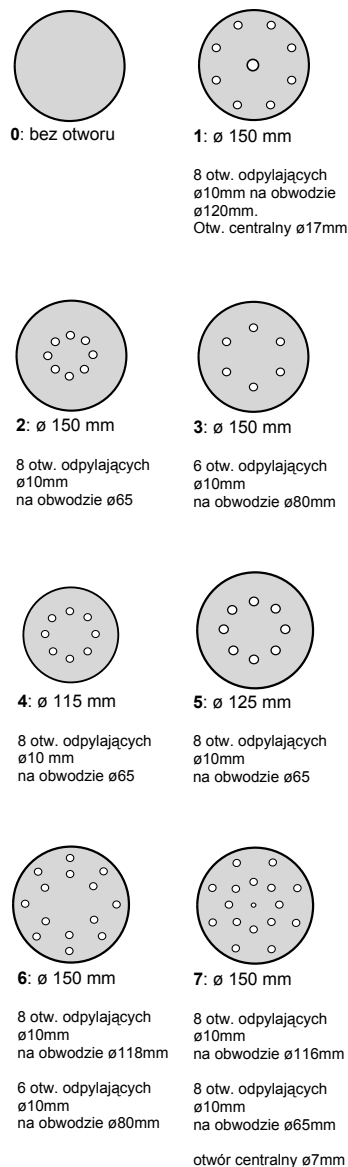 0: bez otworu
1: ø 150 mm
8 otw. odpylających
ø10mm na obwodzie
ø120mm.
Otw. centralny ø17mm
2: ø 150 mm
8 otw. odpylających
ø10mm
na obwodzie ø65
3: ø 150 mm
6 otw. odpylających
ø10mm
na obwodzie ø80mm
4: ø 115 mm
8 otw. odpylających
ø10 mm
na obwodzie ø65
5: ø 125 mm
8 otw. odpylających
ø10mm
na obwodzie ø65
6: ø 150 mm
8 otw. odpylających
ø10mm
na obwodzie ø118mm
6 otw. odpylających
ø10mm
na obwodzie ø80mm
7: ø 150 mm
8 otw. odpylających
ø10mm
na obwodzie ø116mm
8 otw. odpylających
ø10mm
na obwodzie ø65mm
otwór centralny ø7mm